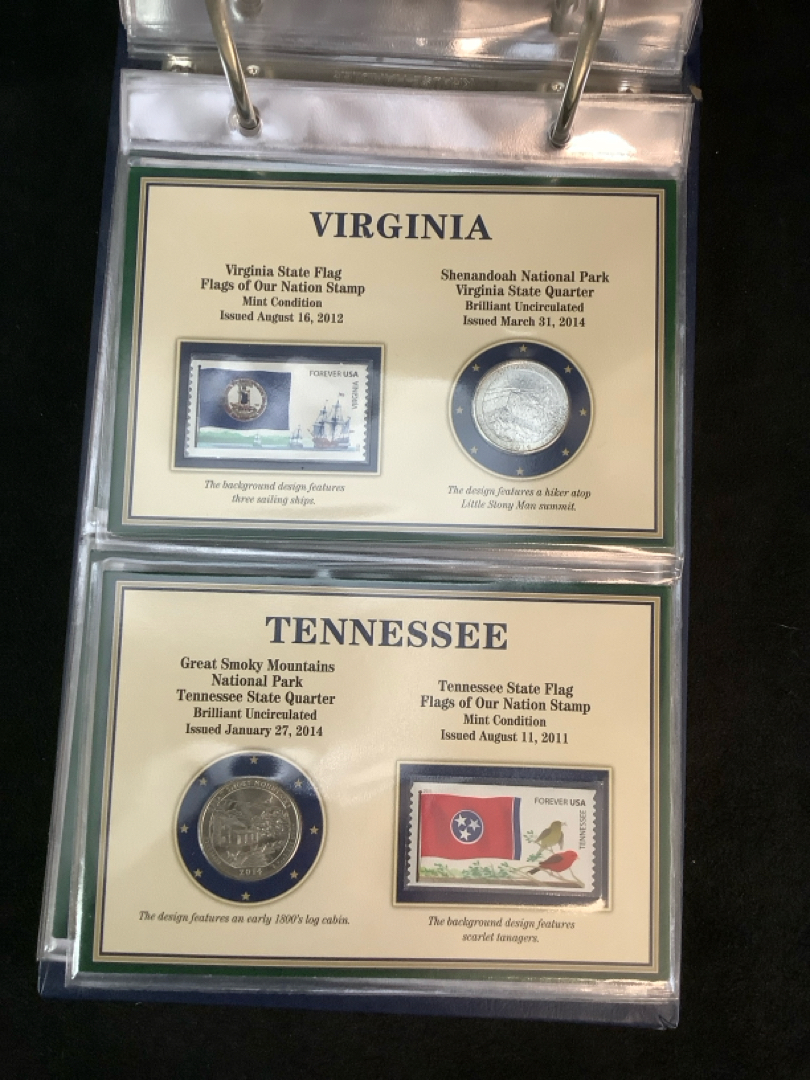 VIRGINIA
Virginia State Flag
Flags of Our Nation Stamp
Mint Condition
Issued August 16, 2012
Shenandoah National Park
Virginia State Quarter
Brilliant Uncirculated
Issued March 31, 2014
FOREVER USA
VIRGINIA
The background design features
three sailing ships.
The design features a hiker atop
Little Stony Man summit.
TENNESSEE
Great Smoky Mountains
National Park
Tennessee State Quarter
Brilliant Uncirculated
Issued January 27, 2014
Tennessee State Flag
Flags of Our Nation Stamp
Mint Condition
Issued August 11, 2011
2014
FOREVER USA
TENNESSEE
The design features an early 1800's log cabin.
The background design features
scarlet tanagers.